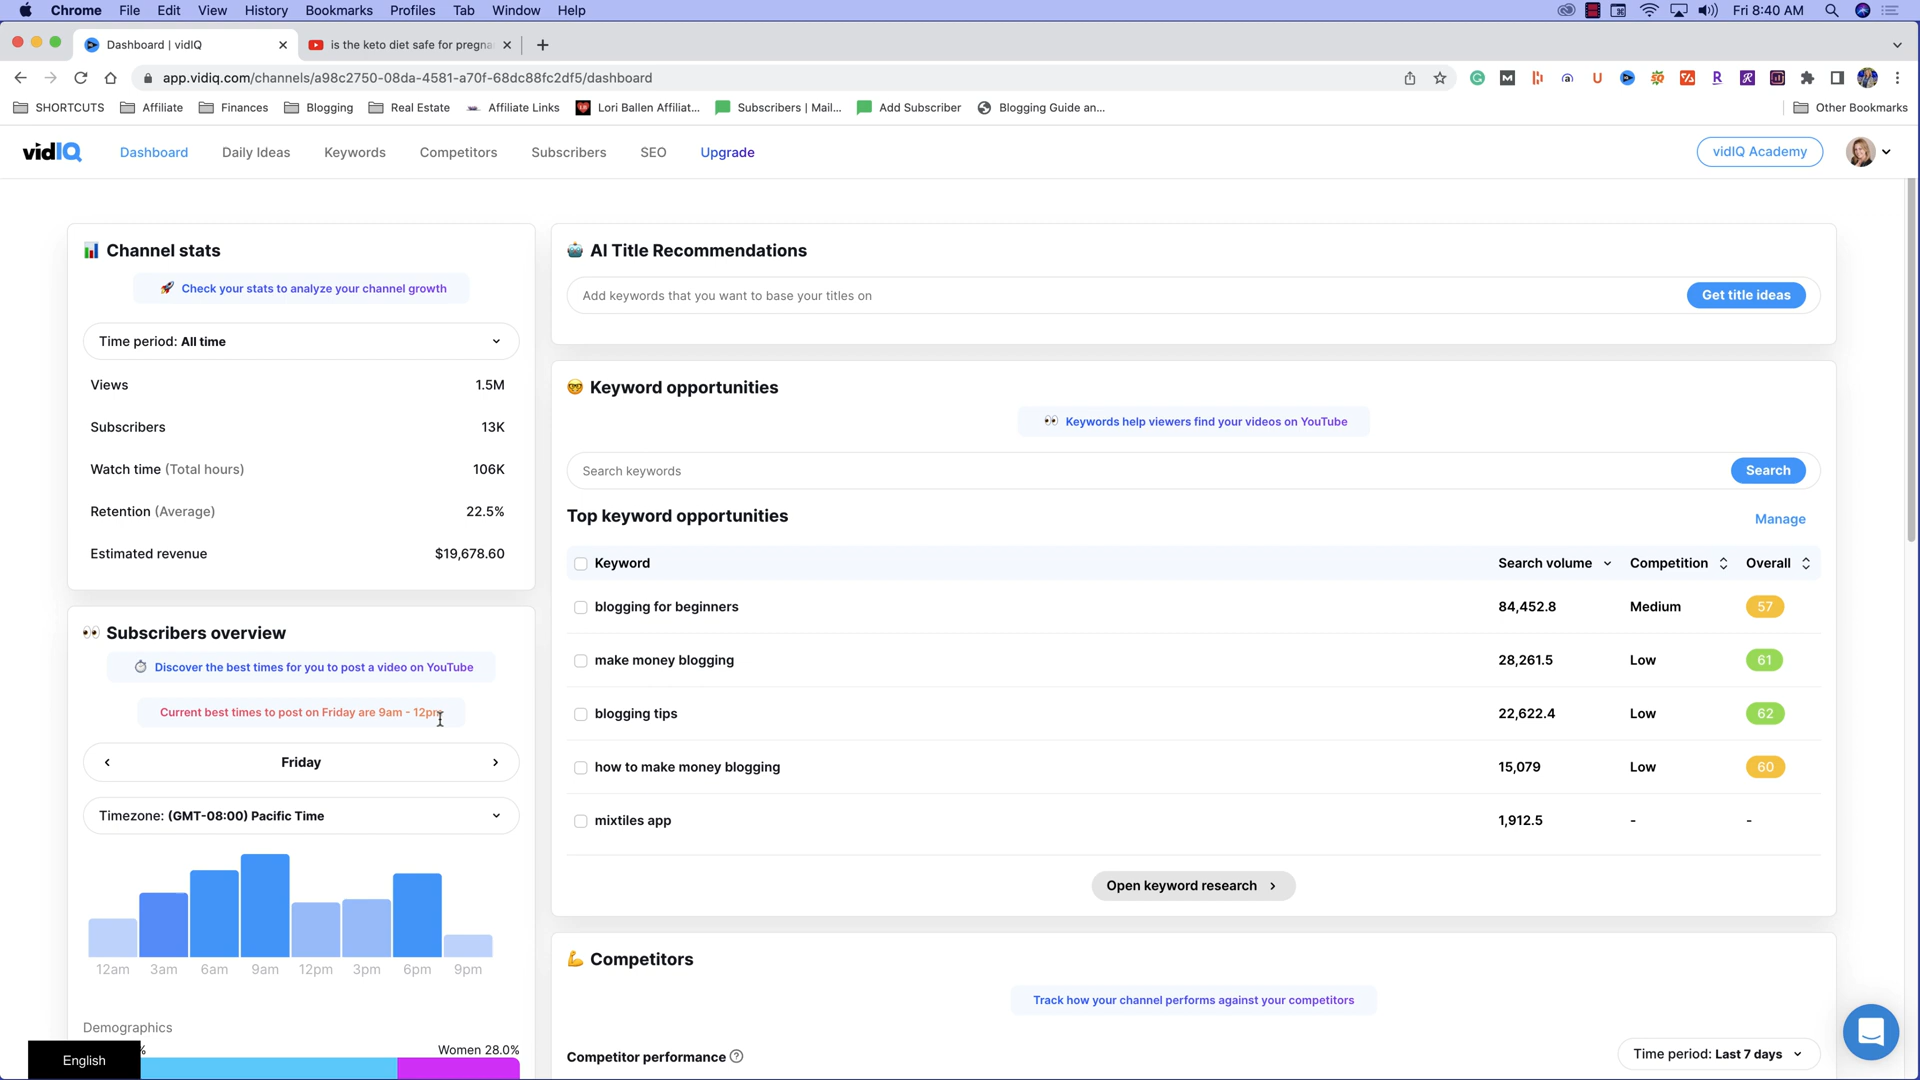 Chrome File Edit View History Bookmarks Profiles Tab Window Help Fri 8:40 AM
Dashboard | vidIQ
is the keto diet safe for pregna
app.vidiq.com/channels/a98c2750-08da-4581-a70f-68dc88fc2df5/dashboard
SHORTCUTS Affiliate Finances Blogging Real Estate Affiliate Links Lori Ballen Affiliat... Subscribers | Mail... Add Subscriber Blogging Guide an... Other Bookmarks
vidIQ Dashboard Daily Ideas Keywords Competitors Subscribers SEO Upgrade vidIQ Academy
Channel stats
Check your stats to analyze your channel growth
Time period: All time
Views 1.5M
Subscribers 13K
Watch time (Total hours) 106K
Retention (Average) 22.5%
Estimated revenue $19,678.60
Subscribers overview
Discover the best times for you to post a video on YouTube
Current best times to post on Friday are 9am - 12pm
Friday
Timezone: (GMT-08:00) Pacific Time
12am 3am 6am 9am 12pm 3pm 6pm 9pm
Demographics
% Women 28.0%
English
AI Title Recommendations
Add keywords that you want to base your titles on
Get title ideas
Keyword opportunities
Keywords help viewers find your videos on YouTube
Search keywords
Search
Top keyword opportunities
Manage
Keyword Search volume Competition Overall
blogging for beginners 84,452.8 Medium 57
make money blogging 28,261.5 Low 61
blogging tips 22,622.4 Low 62
how to make money blogging 15,079 Low 60
mixtiles app 1,912.5 - -
Open keyword research
Competitors
Track how your channel performs against your competitors
Competitor performance ?
Time period: Last 7 days